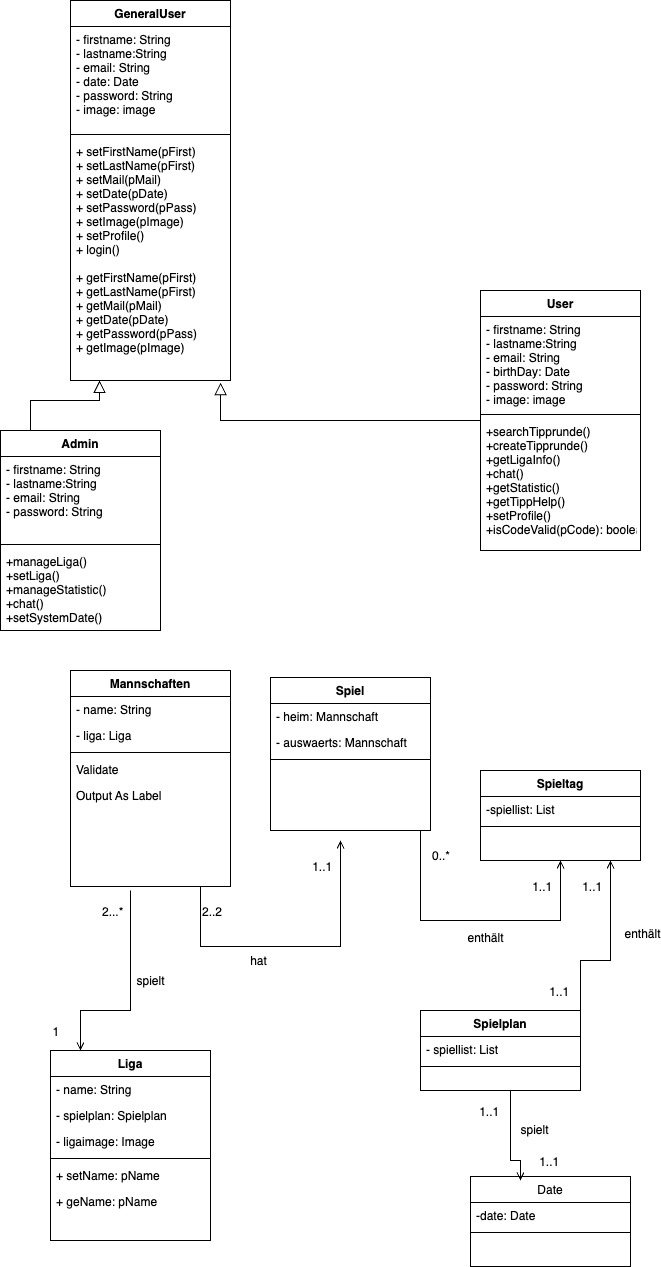 GeneralUser
- firstname: String
- lastname:String
- email: String
- date: Date
- password: String
- image: image
+ setFirstName(pFirst)
+ setLastName(pFirst)
+ setMail(pMail)
+ setDate(pDate)
+ setPassword(pPass)
+ setImage(pImage)
+ setProfile()
+ login()
+ getFirstName(pFirst)
+ getLastName(pFirst)
+ getMail(pMail)
+ getDate(pDate)
+ getPassword(pPass)
+ getImage(pImage)
User
- firstname: String
- lastname:String
- email: String
- birthDay: Date
- password: String
- image: image
+searchTipprunde()
+createTipprunde()
+getLigaInfo()
+chat()
+getStatistic()
+getTippHelp()
+setProfile()
+isCodeValid(pCode): boole
Admin
- firstname: String
- lastname:String
- email: String
- password: String
+manageLiga()
+setLiga()
+manageStatistic()
+chat()
+setSystemDate()
Mannschaften
- name: String
- liga: Liga
Validate
Output As Label
Spiel
- heim: Mannschaft
- auswaerts: Mannschaft
Spieltag
-spiellist: List
0..*
1..1
1..1
1..1
2...*
2..2
enthält
enthält
hat
spielt
1..1
1
Spielplan
- spiellist: List
Liga
- name: String
- spielplan: Spielplan
- ligaimage: Image
+ setName: pName
+ geName: pName
1..1
spielt
1..1
Date
-date: Date